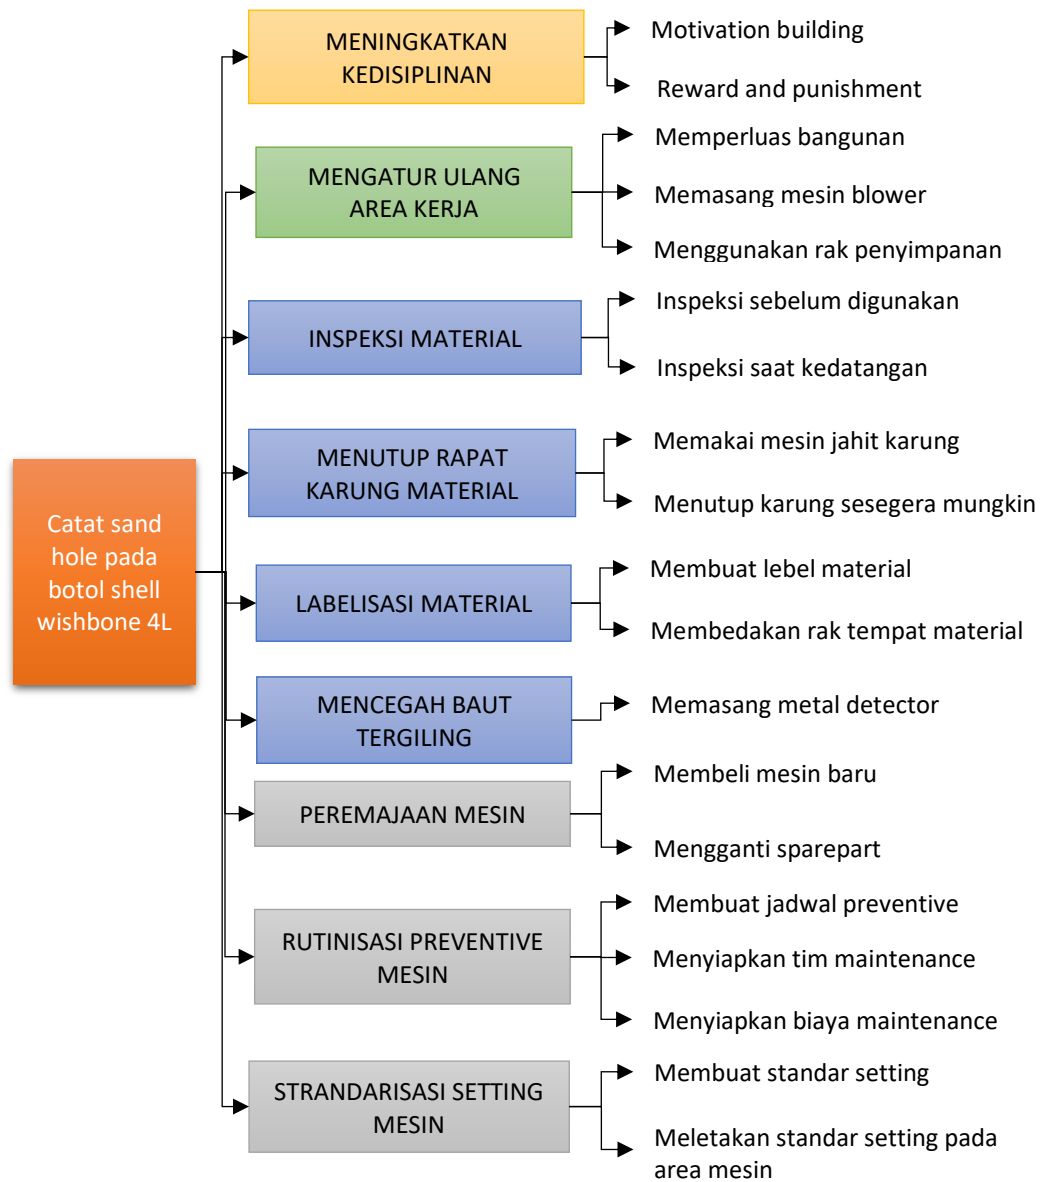 MENINGKATKAN
KEDISIPLINAN
Motivation building
Reward and punishment
MENGATUR ULANG
AREA KERJA
Memperluas bangunan
Memasang mesin blower
Menggunakan rak penyimpanan
INSPEKSI MATERIAL
Inspeksi sebelum digunakan
Inspeksi saat kedatangan
MENUTUP RAPAT
KARUNG MATERIAL
Memakai mesin jahit karung
Menutup karung sesegera mungkin
Catat sand
hole pada
botol shell
wishbone 4L
LABELISASI MATERIAL
Membuat lebel material
Membedakan rak tempat material
MENCEGAH BAUT
TERGILING
Memasang metal detector
PEREMAJAAN MESIN
Membeli mesin baru
Mengganti sparepart
RUTINISASI PREVENTIVE
MESIN
Membuat jadwal preventive
Menyiapkan tim maintenance
Menyiapkan biaya maintenance
STRANDARISASI SETTING
MESIN
Membuat standar setting
Meletakan standar setting pada
area mesin